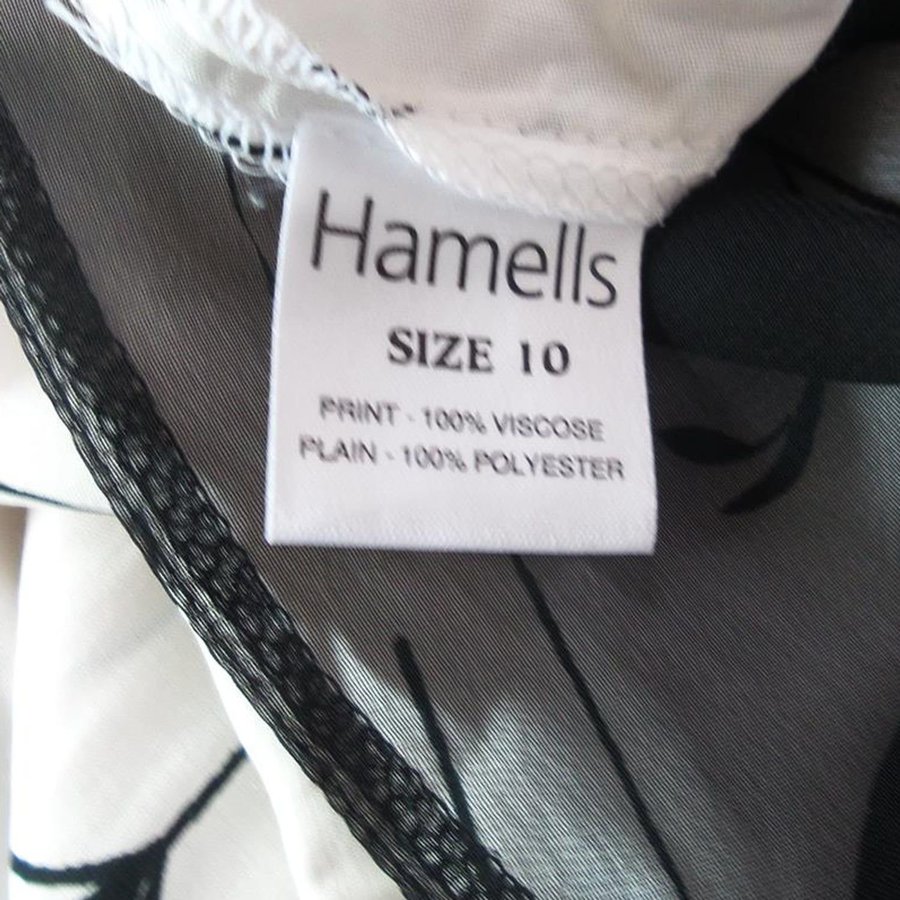 Hamells
SIZE 10
PRINT - 100% VISCOSE
PLAIN - 100% POLYESTER